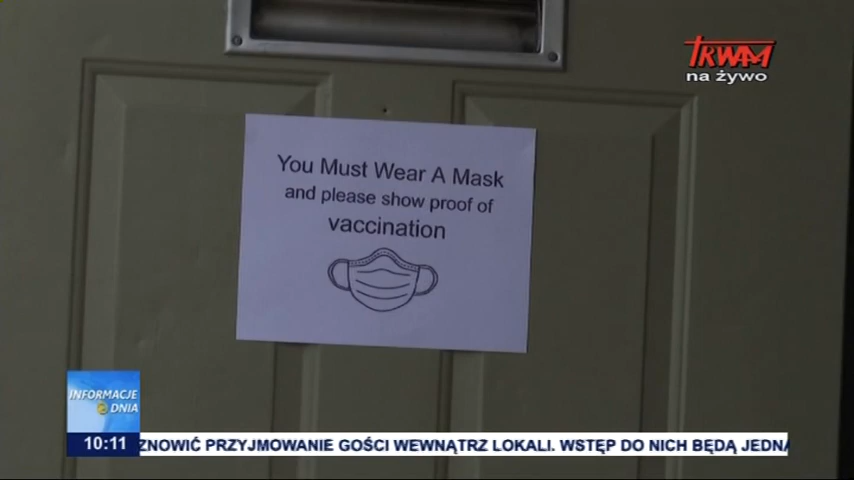 TRWAM
na żywo
You Must Wear A Mask
and please show proof of
vaccination
INFORMACJE
DNIA
10:11 ZNOWIĆ PRZYJMOWANIE GOŚCI WEWNĄTRZ LOKALI. WSTĘP DO NICH BĘDĄ JEDNA